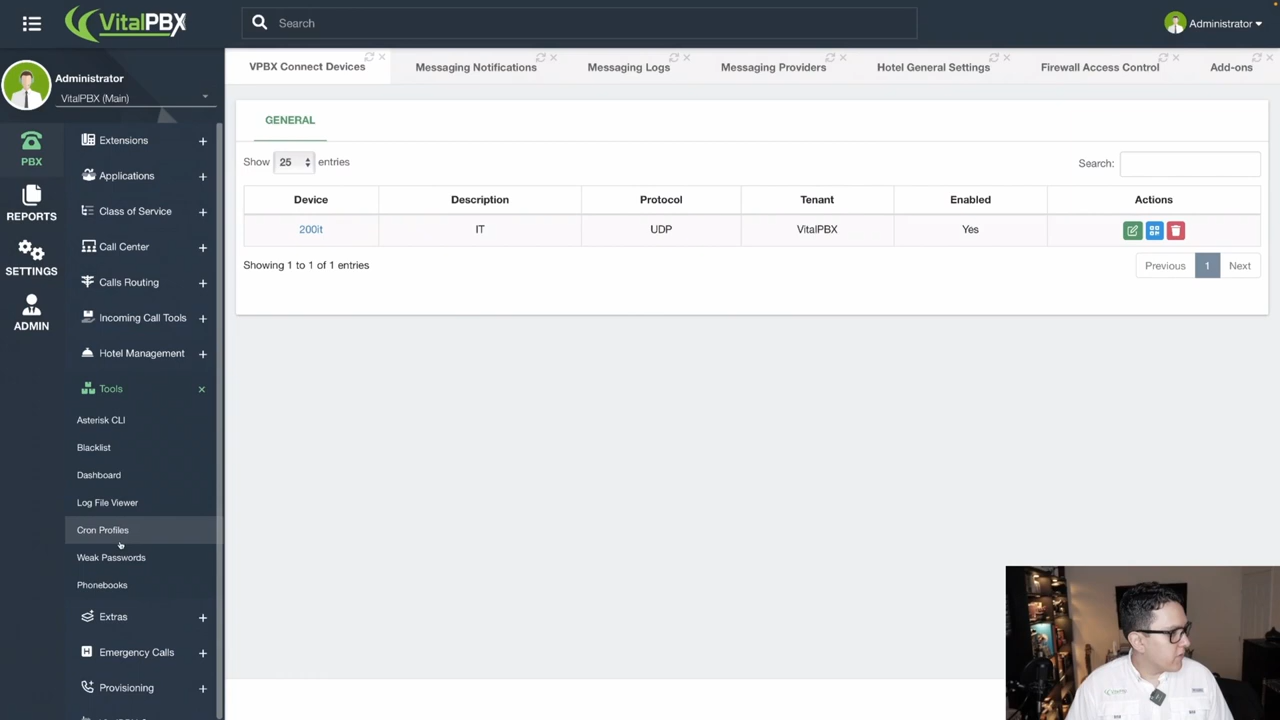 VitalPBX
Search
Administrator
Administrator
VitalPBX (Main)
PBX
REPORTS
SETTINGS
ADMIN
Extensions
Applications
Class of Service
Call Center
Calls Routing
Incoming Call Tools
Hotel Management
Tools
Asterisk CLI
Blacklist
Dashboard
Log File Viewer
Cron Profiles
Weak Passwords
Phonebooks
Extras
Emergency Calls
Provisioning
VPBX Connect Devices
Messaging Notifications
Messaging Logs
Messaging Providers
Hotel General Settings
Firewall Access Control
Add-ons
GENERAL
Show 25 entries
Search:
Device Description Protocol Tenant Enabled Actions
200it IT UDP VitalPBX Yes
Showing 1 to 1 of 1 entries
Previous 1 Next